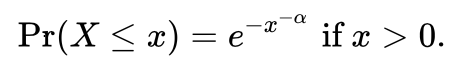 Pr(X ≤ x) = e^{-x^{-α}} if x > 0.